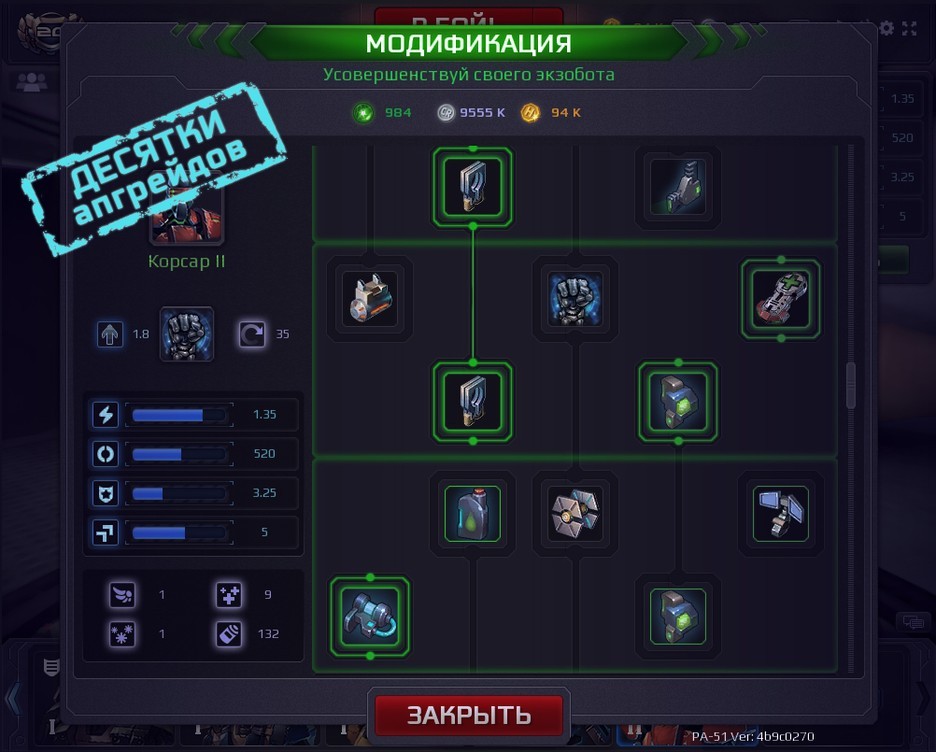 В БОЙ!
МОДИФИКАЦИЯ
Усовершенствуй своего экзобота
984 9555 K 94 K
ДЕСЯТКИ
апгрейдов
Корсар II
1.8 35
1.35
520
3.25
5
1 9
1 132
1.35
520
3.25
5
ЗАКРЫТЬ
PA-51.Ver: 4b9c0270